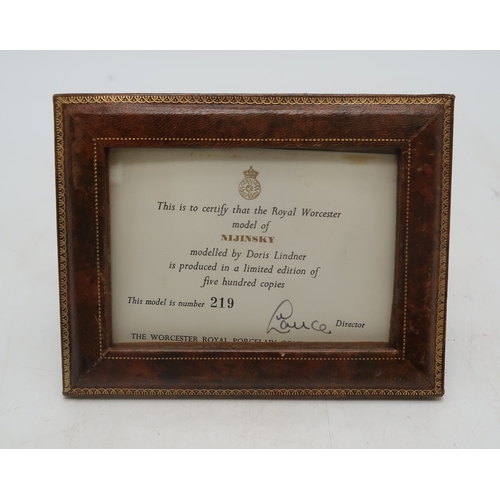 This is to certify that the Royal Worcester
model of
NIJINSKY
modelled by Doris Lindner
is produced in a limited edition of
five hundred copies
This model is number 219
Director
THE WORCESTER ROYAL PORCELAIN